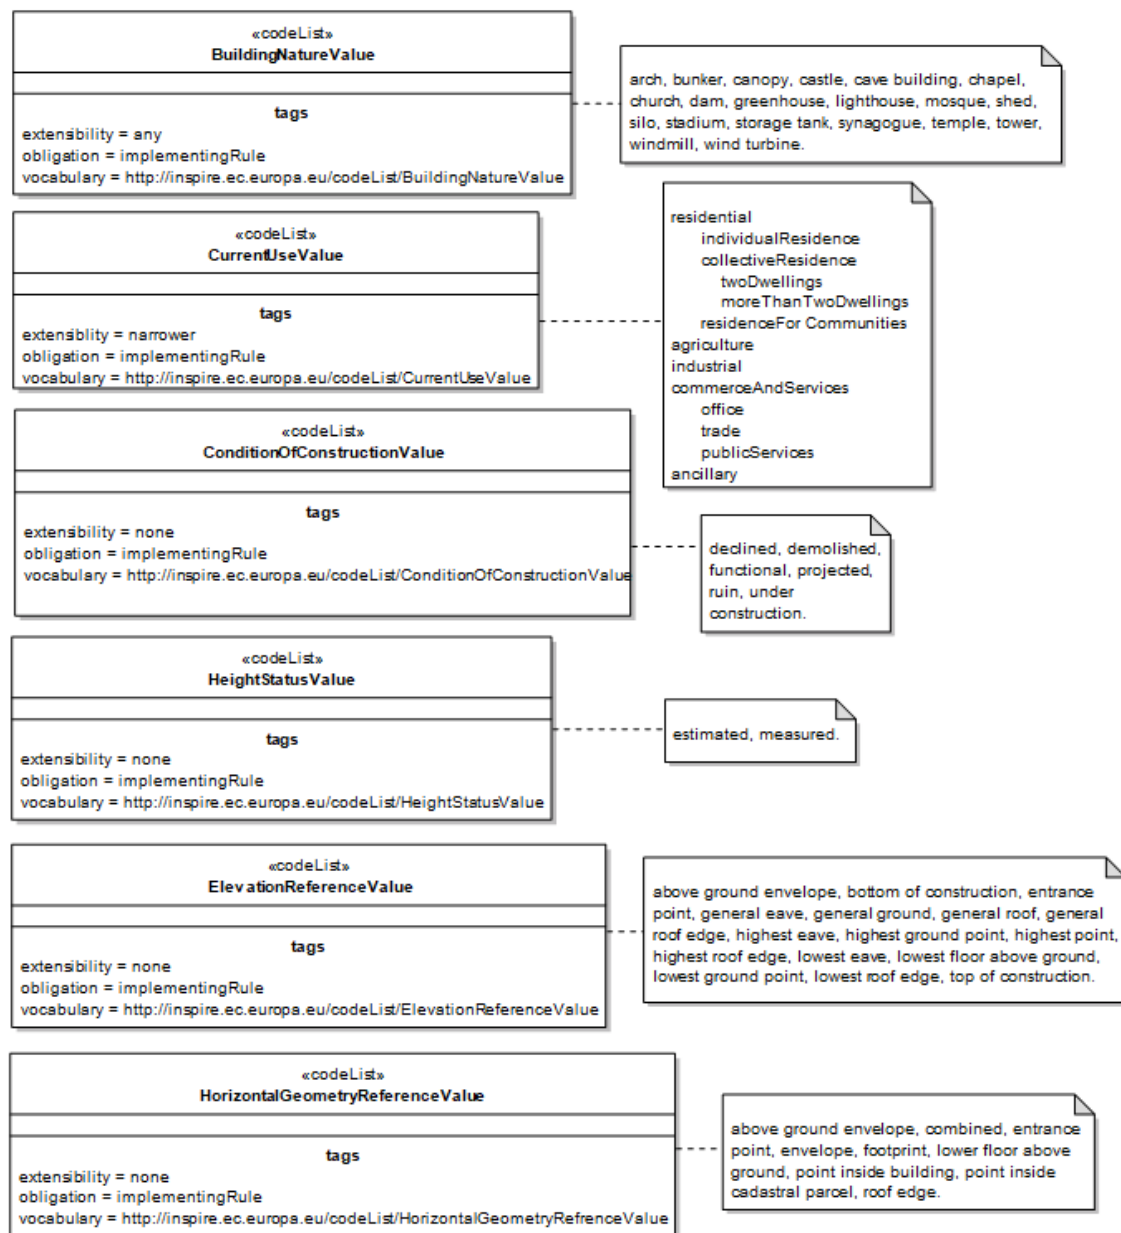 «codeList»
BuildingNatureValue
tags
extensibility = any
obligation = implementingRule
vocabulary = http://inspire.ec.europa.eu/codeList/BuildingNatureValue
arch, bunker, canopy, castle, cave building, chapel,
church, dam, greenhouse, lighthouse, mosque, shed,
silo, stadium, storage tank, synagogue, temple, tower,
windmill, wind turbine.
«codeList»
CurrentUseValue
tags
extensiblity = narrower
obligation = implementingRule
vocabulary = http://inspire.ec.europa.eu/codeList/CurrentUseValue
residential
individualResidence
collectiveResidence
twoDwellings
moreThanTwoDwellings
residenceFor Communities
agriculture
industrial
commerceAndServices
office
trade
publicServices
ancillary
«codeList»
ConditionOfConstructionValue
tags
extensibility = none
obligation = implementingRule
vocabulary = http://inspire.ec.europa.eu/codeList/ConditionOfConstructionValue
declined, demolished,
functional, projected,
ruin, under
construction.
«codeList»
HeightStatusValue
tags
extensibility = none
obligation = implementingRule
vocabulary = http://inspire.ec.europa.eu/codeList/HeightStatusValue
estimated, measured.
«codeList»
ElevationReferenceValue
tags
extensibility = none
obligation = implementingRule
vocabulary = http://inspire.ec.europa.eu/codeList/ElevationReferenceValue
above ground envelope, bottom of construction, entrance
point, general eave, general ground, general roof, general
roof edge, highest eave, highest ground point, highest point,
highest roof edge, lowest eave, lowest floor above ground,
lowest ground point, lowest roof edge, top of construction.
«codeList»
HorizontalGeometryReferenceValue
tags
extensibility = none
obligation = implementingRule
vocabulary = http://inspire.ec.europa.eu/codeList/HorizontalGeometryRefrenceValue
above ground envelope, combined, entrance
point, envelope, footprint, lower floor above
ground, point inside building, point inside
cadastral parcel, roof edge.